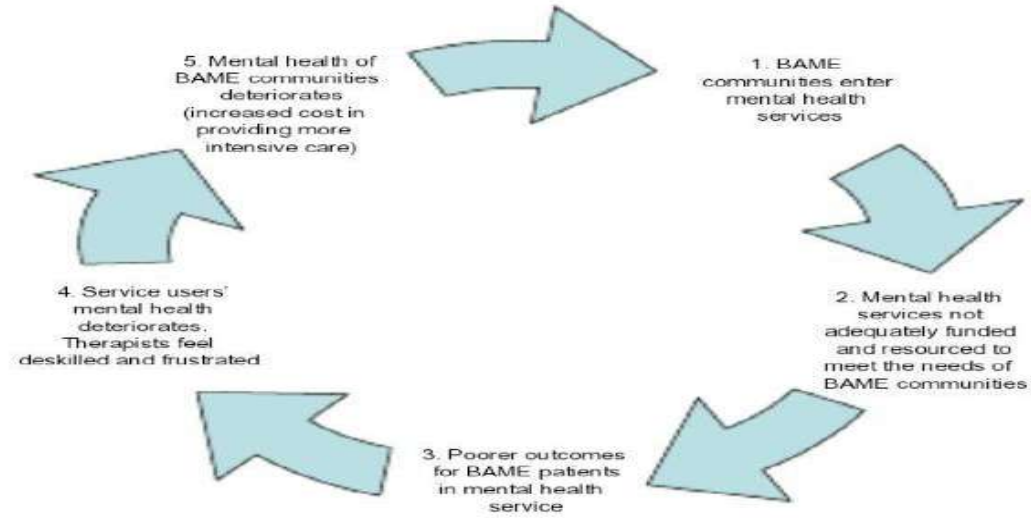 1. BAME
communities enter
mental health
services
2. Mental health
services not
adequately funded
and resourced to
meet the needs of
BAME communities
3. Poorer outcomes
for BAME patients
in mental health
service
4. Service users'
mental health
deteriorates.
Therapists feel
deskilled and frustrated
5. Mental health of
BAME communities
deteriorates
(increased cost in
providing more
intensive care)